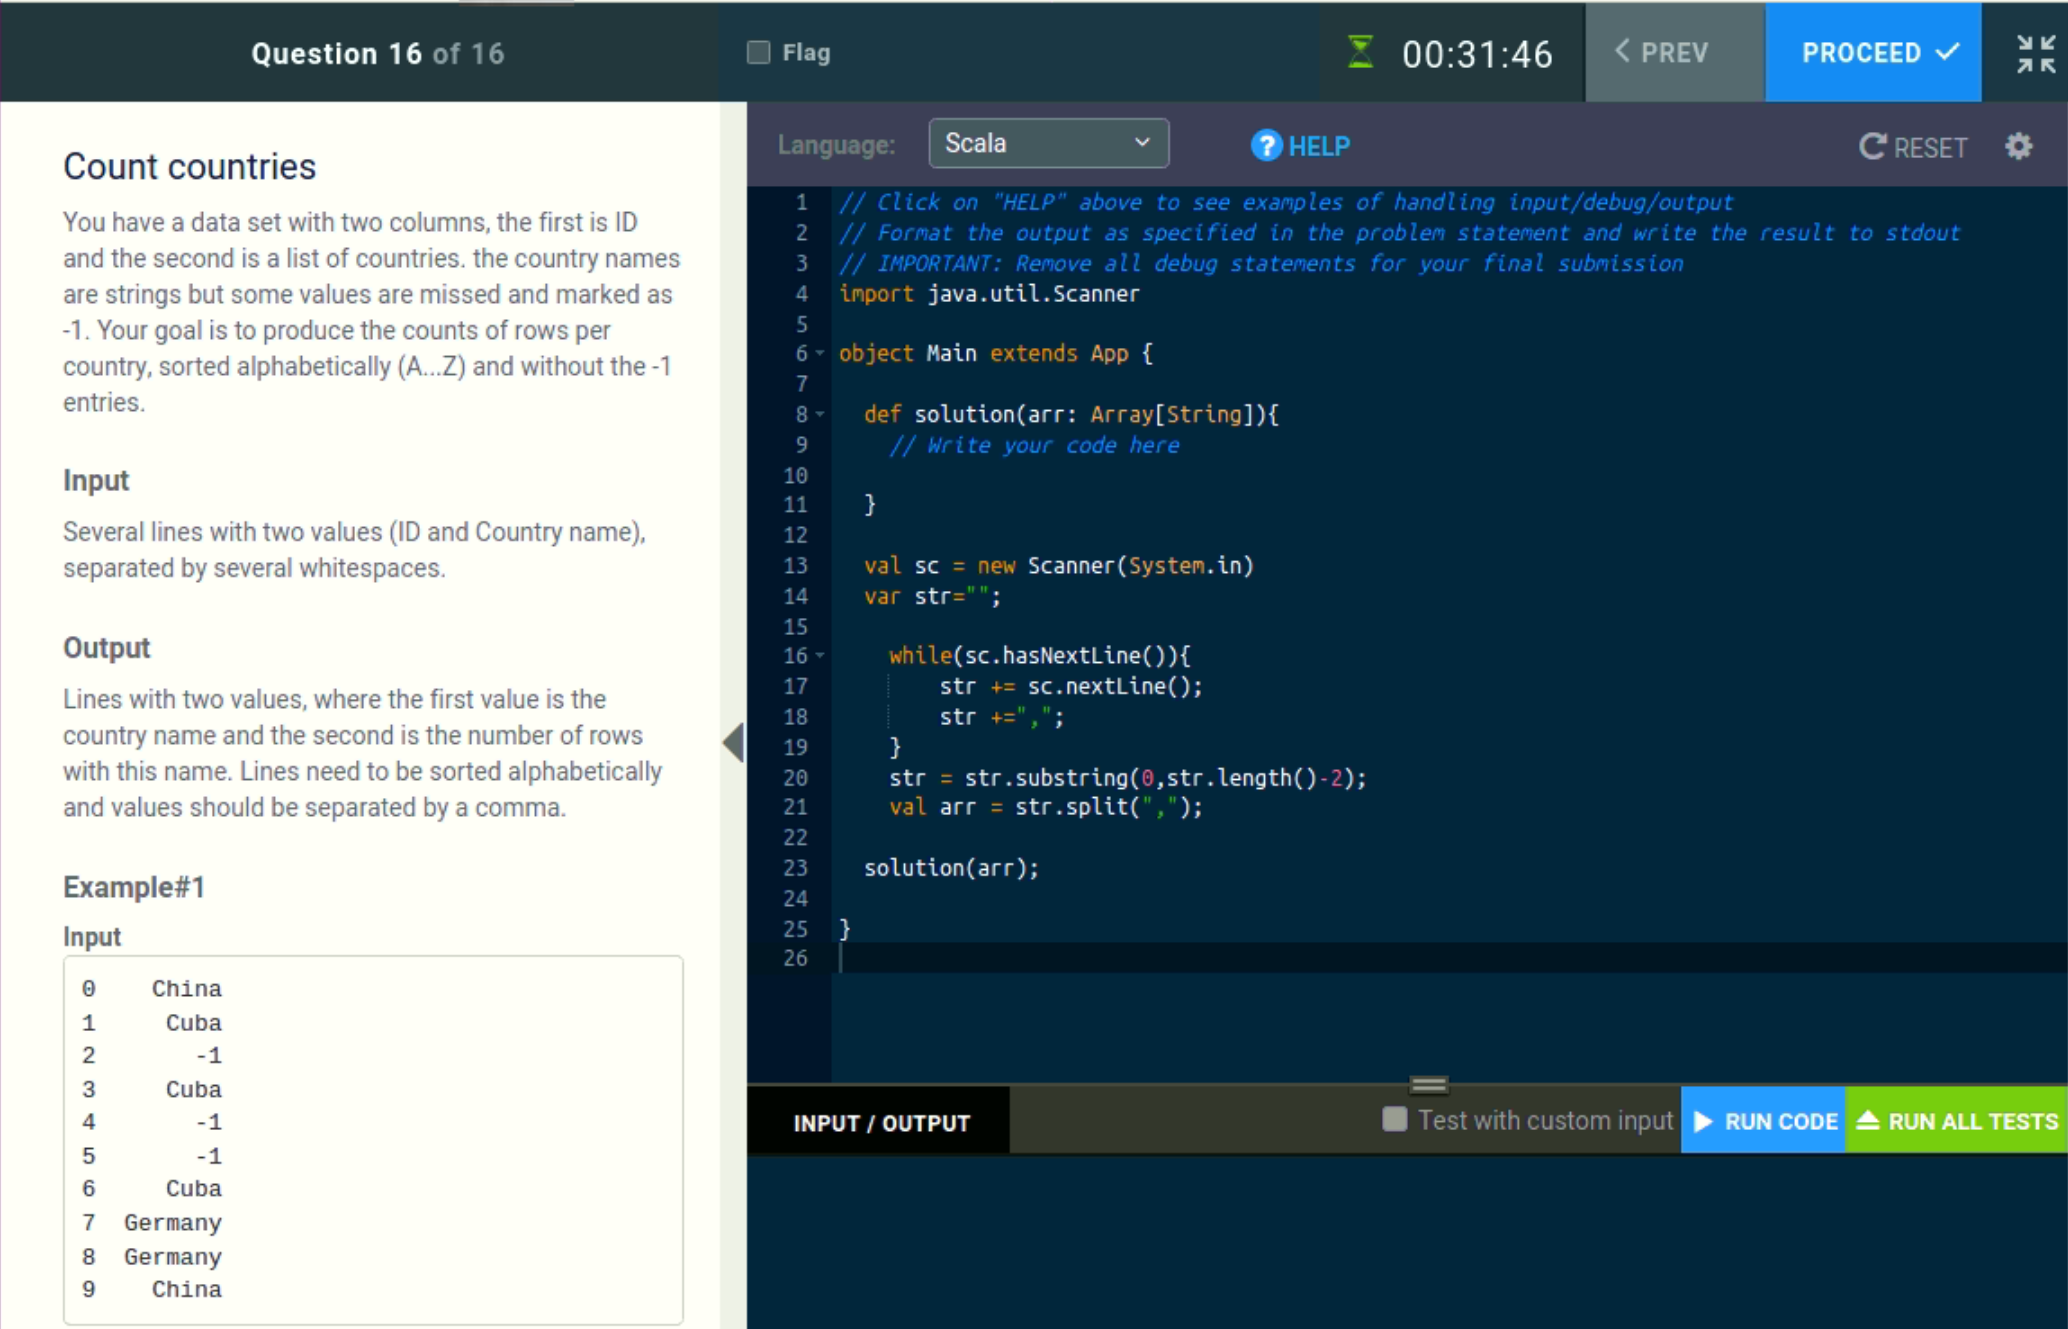 Question 16 of 16
Flag
00:31:46
PREV
PROCEED
Count countries
You have a data set with two columns, the first is ID
and the second is a list of countries. the country names
are strings but some values are missed and marked as
-1. Your goal is to produce the counts of rows per
country, sorted alphabetically (A...Z) and without the -1
entries.
Input
Several lines with two values (ID and Country name),
separated by several whitespaces.
Output
Lines with two values, where the first value is the
country name and the second is the number of rows
with this name. Lines need to be sorted alphabetically
and values should be separated by a comma.
Example#1
Input
0 China
1 Cuba
2 -1
3 Cuba
4 -1
5 -1
6 Cuba
7 Germany
8 Germany
9 China
Language: Scala
? HELP
RESET
1 // Click on "HELP" above to see examples of handling input/debug/output
2 // Format the output as specified in the problem statement and write the result to stdout
3 // IMPORTANT: Remove all debug statements for your final submission
4 import java.util.Scanner
5
6 object Main extends App {
7
8 def solution(arr: Array[String]){
9 // Write your code here
10
11 }
12
13 val sc = new Scanner(System.in)
14 var str="";
15
16 while(sc.hasNextLine()){
17 str += sc.nextLine();
18 str +=",";
19 }
20 str = str.substring(0,str.length()-2);
21 val arr = str.split(",");
22
23 solution(arr);
24
25 }
26
INPUT / OUTPUT
Test with custom input
RUN CODE
RUN ALL TESTS